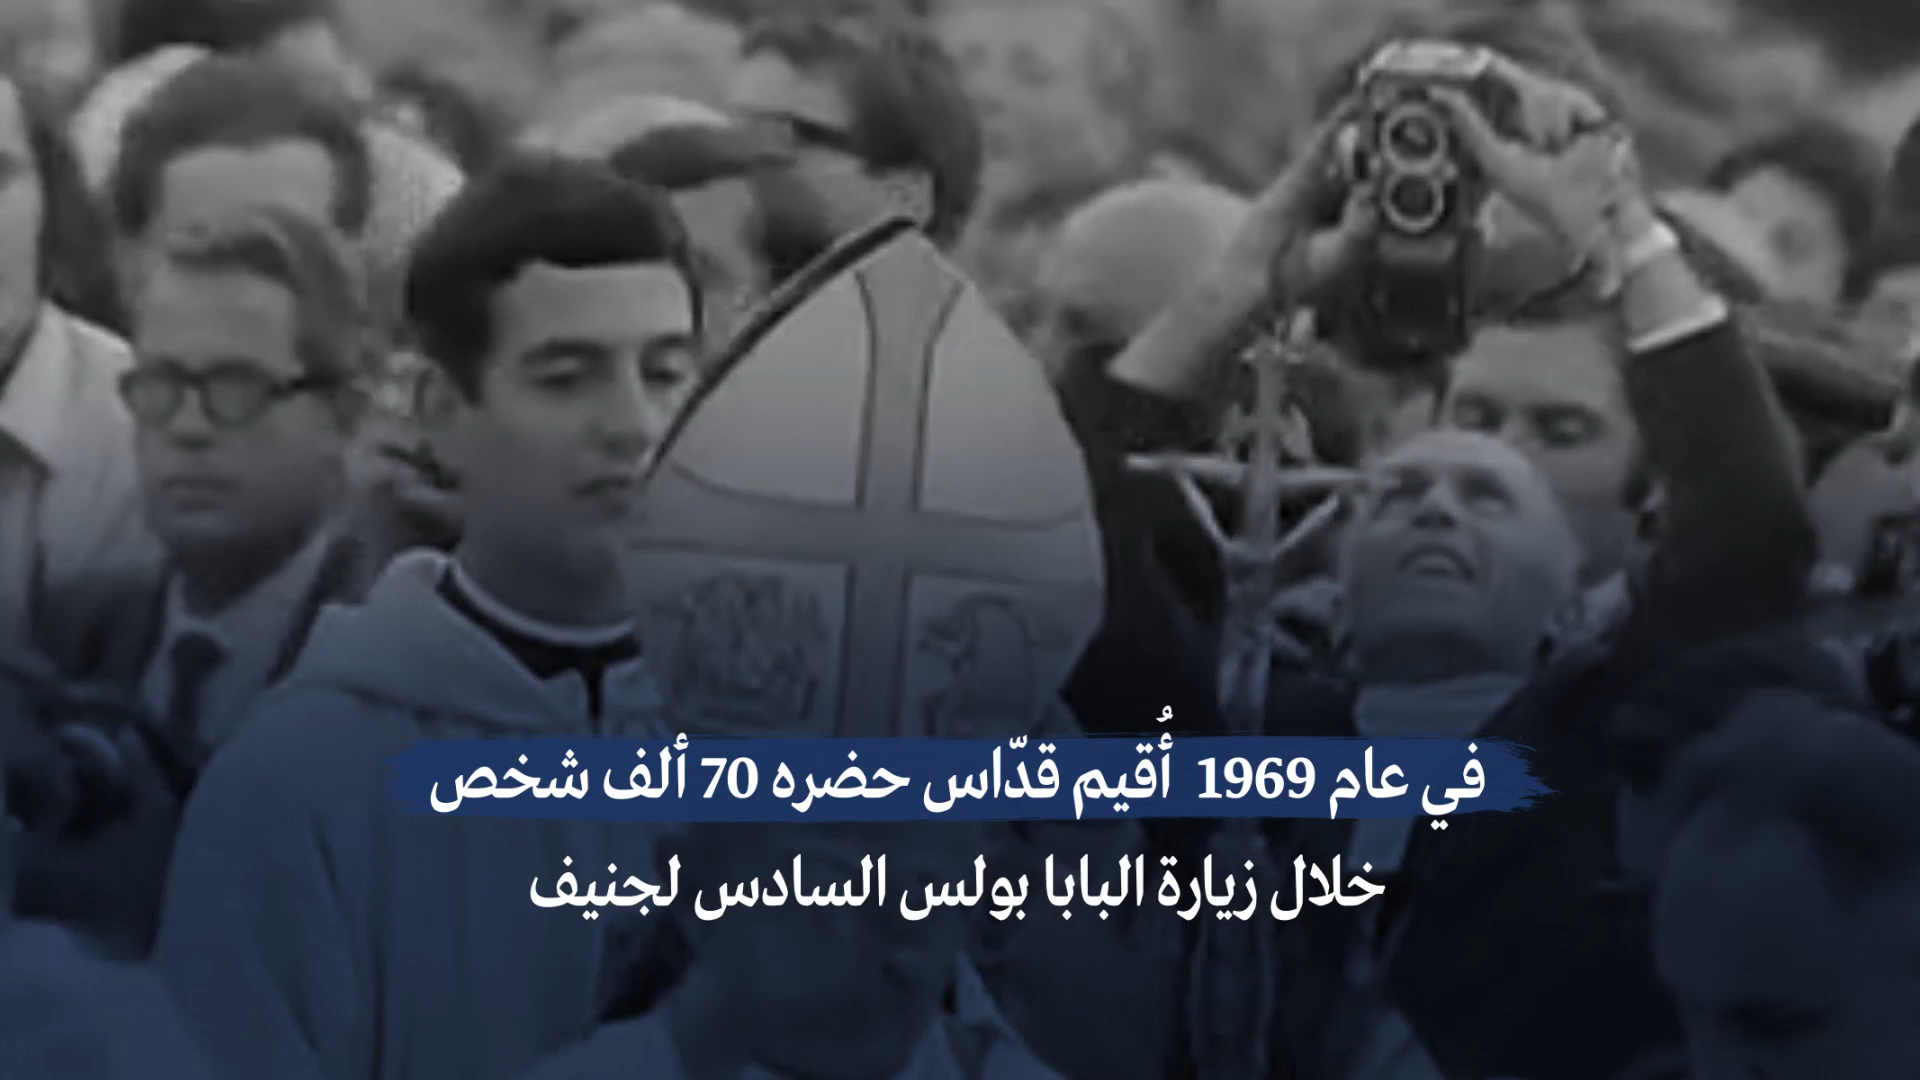 في عام 1969 أُقيم قدّاس حضره 70 ألف شخص
خلال زيارة البابا بولس السادس لجنيف